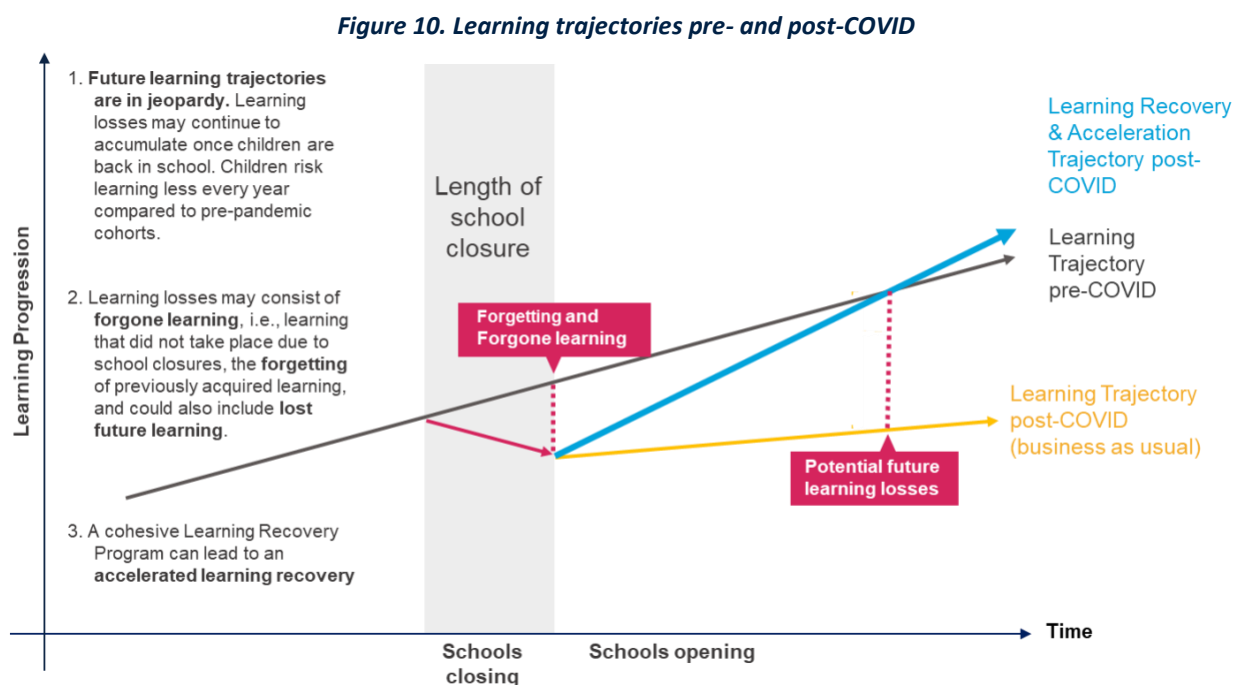 Figure 10. Learning trajectories pre- and post-COVID
1. Future learning trajectories
are in jeopardy. Learning
losses may continue to
accumulate once children are
back in school. Children risk
learning less every year
compared to pre-pandemic
cohorts.
2. Learning losses may consist of
forgone learning, i.e., learning
that did not take place due to
school closures, the forgetting
of previously acquired learning,
and could also include lost
future learning.
3. A cohesive Learning Recovery
Program can lead to an
accelerated learning recovery
Learning Progression
Length of
school
closure
Forgetting and
Forgone learning
Potential future
learning losses
Learning Recovery
& Acceleration
Trajectory post-
COVID
Learning
Trajectory
pre-COVID
Learning Trajectory
post-COVID
(business as usual)
Time
Schools
closing
Schools opening